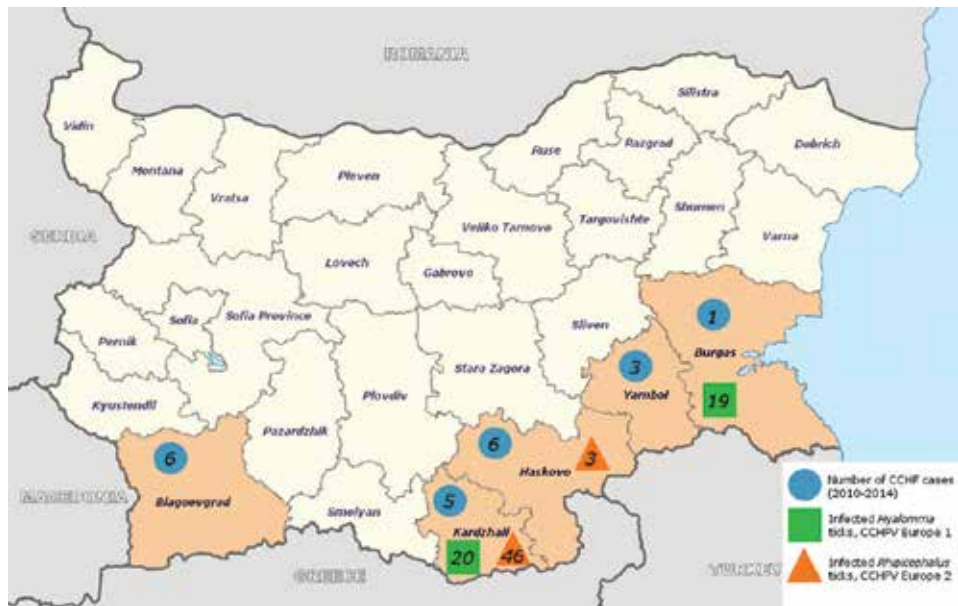 ROMANIA
Silistra
Vidin
Ruse
Razgrad
Dobrich
Montana
Pleven
Vratsa
Shumen
Targovishte
Veliko Tarnovo
Varna
SERBIA
Lovech
Gabrovo
Sofia
Sofia Province
Sliven
1
Pernik
Burgas
3
Stara Zagora
Yambol
Plovdiv
Kyustendil
19
Pazardzhik
6
6
Haskovo
3
MACEDONIA
Blagoevgrad
5
Smolyan
Kardzhali
20
46
GREECE
TURKEY
Number of CCHF cases
(2010-2014)
Infected Hyalomma
ticks, CCHFV Europe 1
Infected Rhipicephalus
ticks, CCHFV Europe 2